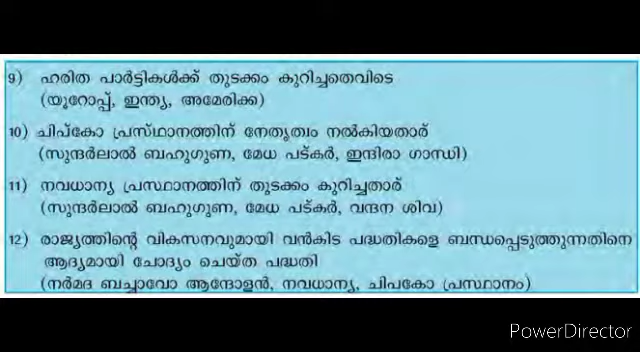 9) ഹരിത പാർട്ടികൾക്ക് തുടക്കം കുറിച്ചതെവിടെ
(യൂറോപ്പ്, ഇന്ത്യ, അമേരിക്ക)
10) ചിപ്കോ പ്രസ്ഥാനത്തിന് നേതൃത്വം നൽകിയതാര്
(സുന്ദർലാൽ ബഹുഗുണ, മേധ പട്കർ, ഇന്ദിരാ ഗാന്ധി)
11) നവധാന്യ പ്രസ്ഥാനത്തിന് തുടക്കം കുറിച്ചതാര്
(സുന്ദർലാൽ ബഹുഗുണ, മേധ പട്കർ, വന്ദന ശിവ)
12) രാജ്യത്തിന്റെ വികസനവുമായി വൻകിട പദ്ധതികളെ ബന്ധപ്പെടുത്തുന്നതിനെ
ആദ്യമായി ചോദ്യം ചെയ്ത പദ്ധതി
(നർമദ ബച്ചാവോ ആന്ദോളൻ, നവധാന്യ, ചിപകോ പ്രസ്ഥാനം)
PowerDirector